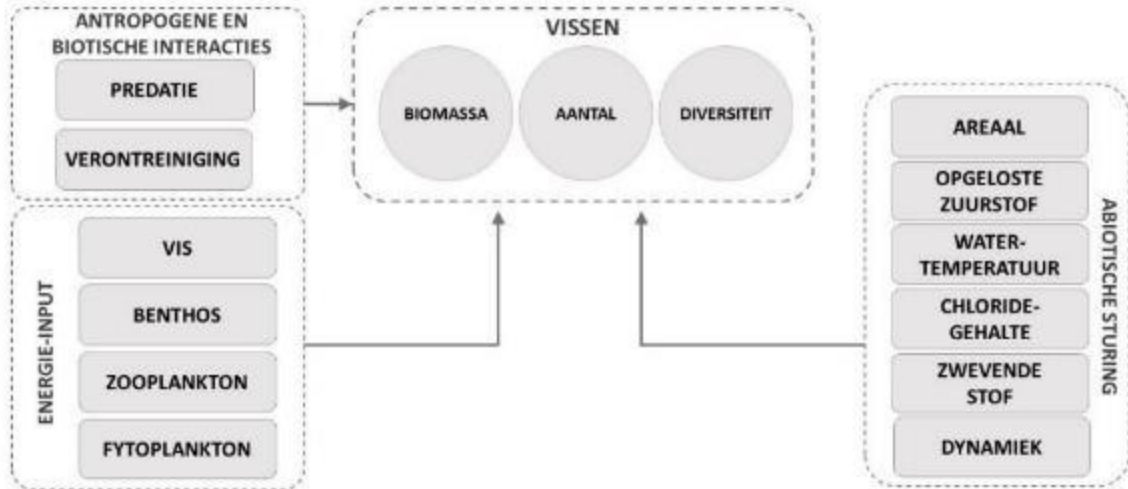 ANTROPOGENE EN
BIOTISCHE INTERACTIES
PREDATIE
VERONTREINIGING
ENERGIE-INPUT
VIS
BENTHOS
ZOOPLANKTON
FYTOPLANKTON
VISSEN
BIOMASSA
AANTAL
DIVERSITEIT
AREAAL
OPGELOSTE
ZUURSTOF
WATER-
TEMPERATUUR
CHLORIDE-
GEHALTE
ZWEVENDE
STOF
DYNAMIEK
ABIOTISCHE STURING